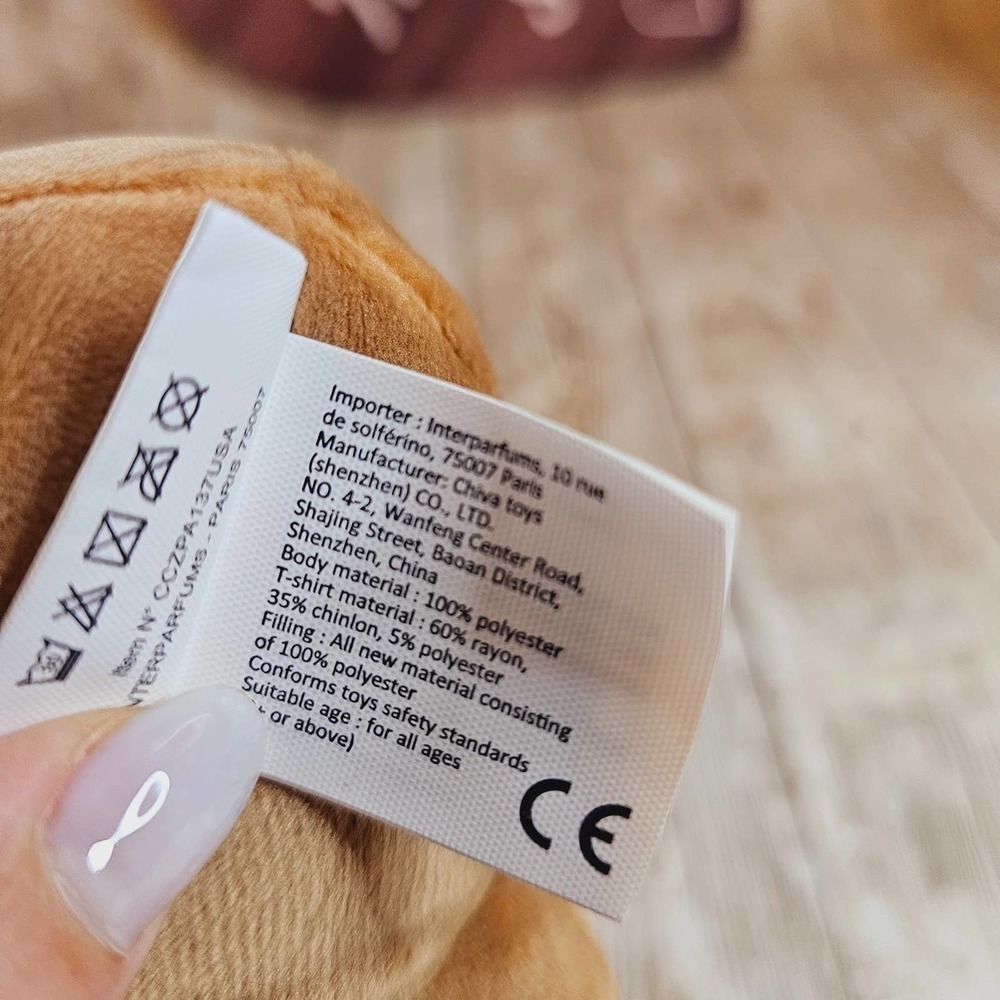 Item N° CCZPA137USA
INTERPARFUMS - PARIS 75007
Importer : Interparfums, 10 rue
de solférino, 75007 Paris
Manufacturer: Chiva toys
(shenzhen) CO., LTD.
NO. 4-2, Wanfeng Center Road,
Shajing Street, Baoan District,
Shenzhen, China
Body material : 100% polyester
T-shirt material : 60% rayon,
35% chinlon, 5% polyester
Filling : All new material consisting
of 100% polyester
Conforms toys safety standards
Suitable age : for all ages
or above)
CE